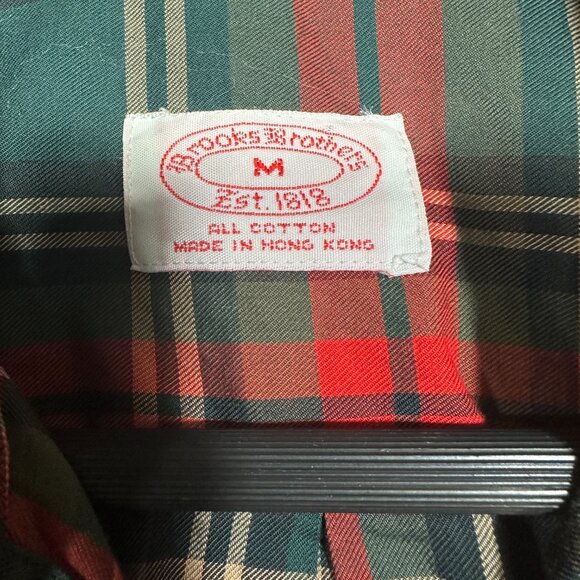 Brooks Brothers
M
Est. 1818
ALL COTTON
MADE IN HONG KONG